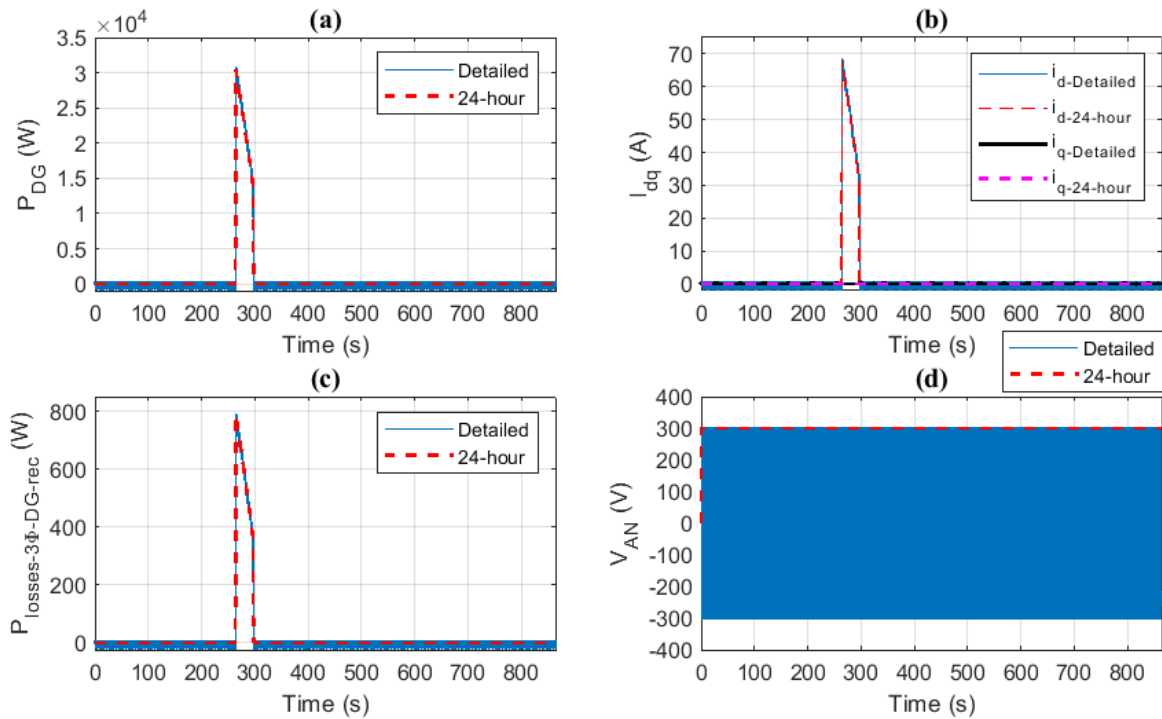 (a)
×10⁴
3.5
3
2.5
2
1.5
1
0.5
0
P_DG (W)
Detailed
24-hour
0 100 200 300 400 500 600 700 800
Time (s)
(b)
70
60
50
40
30
20
10
0
I_dq (A)
i_d-Detailed
i_d-24-hour
i_q-Detailed
i_q-24-hour
0 100 200 300 400 500 600 700 800
Time (s)
(c)
800
600
400
200
0
P_losses-3Φ-DG-rec (W)
Detailed
24-hour
0 100 200 300 400 500 600 700 800
Time (s)
(d)
Detailed
24-hour
400
300
200
100
0
-100
-200
-300
-400
V_AN (V)
0 100 200 300 400 500 600 700 800
Time (s)